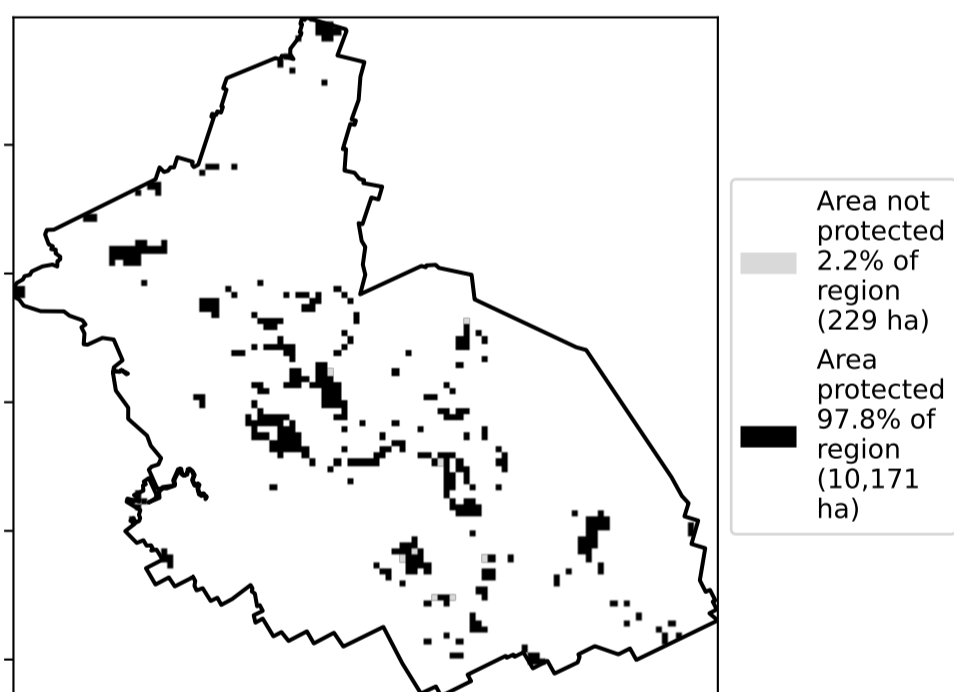 Area not
protected
2.2% of
region
(229 ha)
Area
protected
97.8% of
region
(10,171
ha)